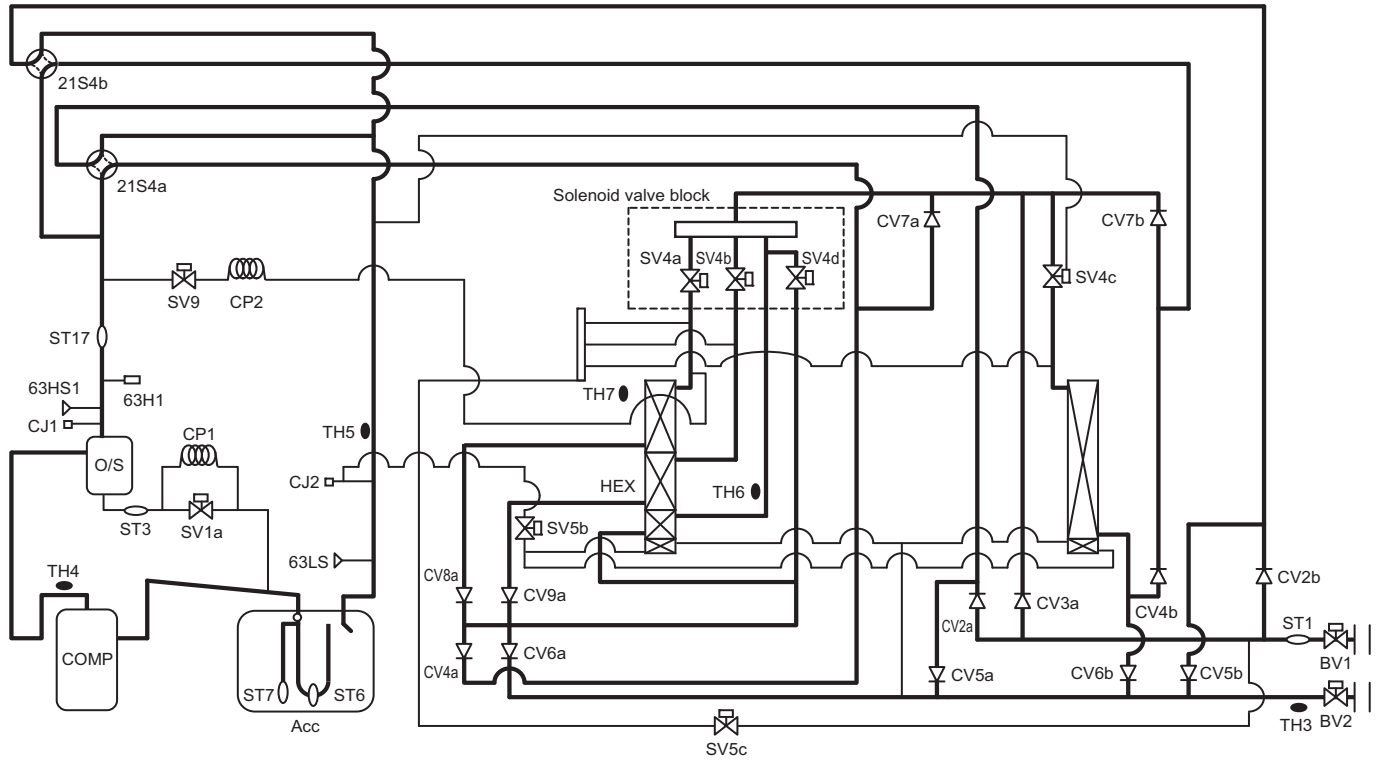 21S4b
21S4a
Solenoid valve block
CV7a
CV7b
SV4a
SV4b
SV4d
SV4c
SV9
CP2
ST17
63HS1
63H1
CJ1
TH7
TH5
CP1
O/S
CJ2
HEX
TH6
ST3
SV1a
SV5b
63LS
TH4
CV8a
CV9a
CV2a
CV3a
CV4b
CV2b
ST1
COMP
CV4a
CV6a
BV1
ST7
ST6
CV5a
CV6b
CV5b
Acc
TH3
BV2
SV5c